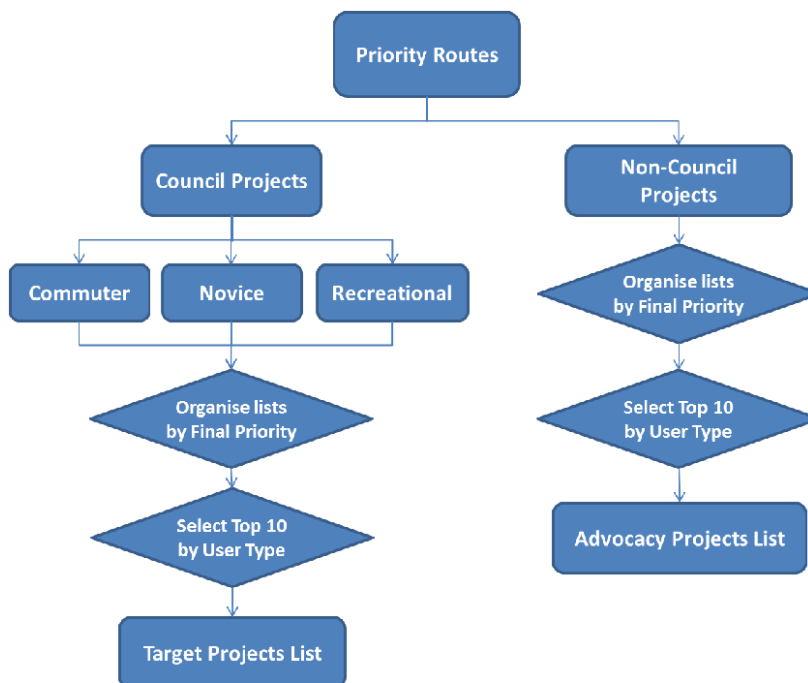 Priority Routes
Council Projects
Non-Council
Projects
Commuter
Novice
Recreational
Organise lists
by Final Priority
Organise lists
by Final Priority
Select Top 10
by User Type
Select Top 10
by User Type
Advocacy Projects List
Target Projects List